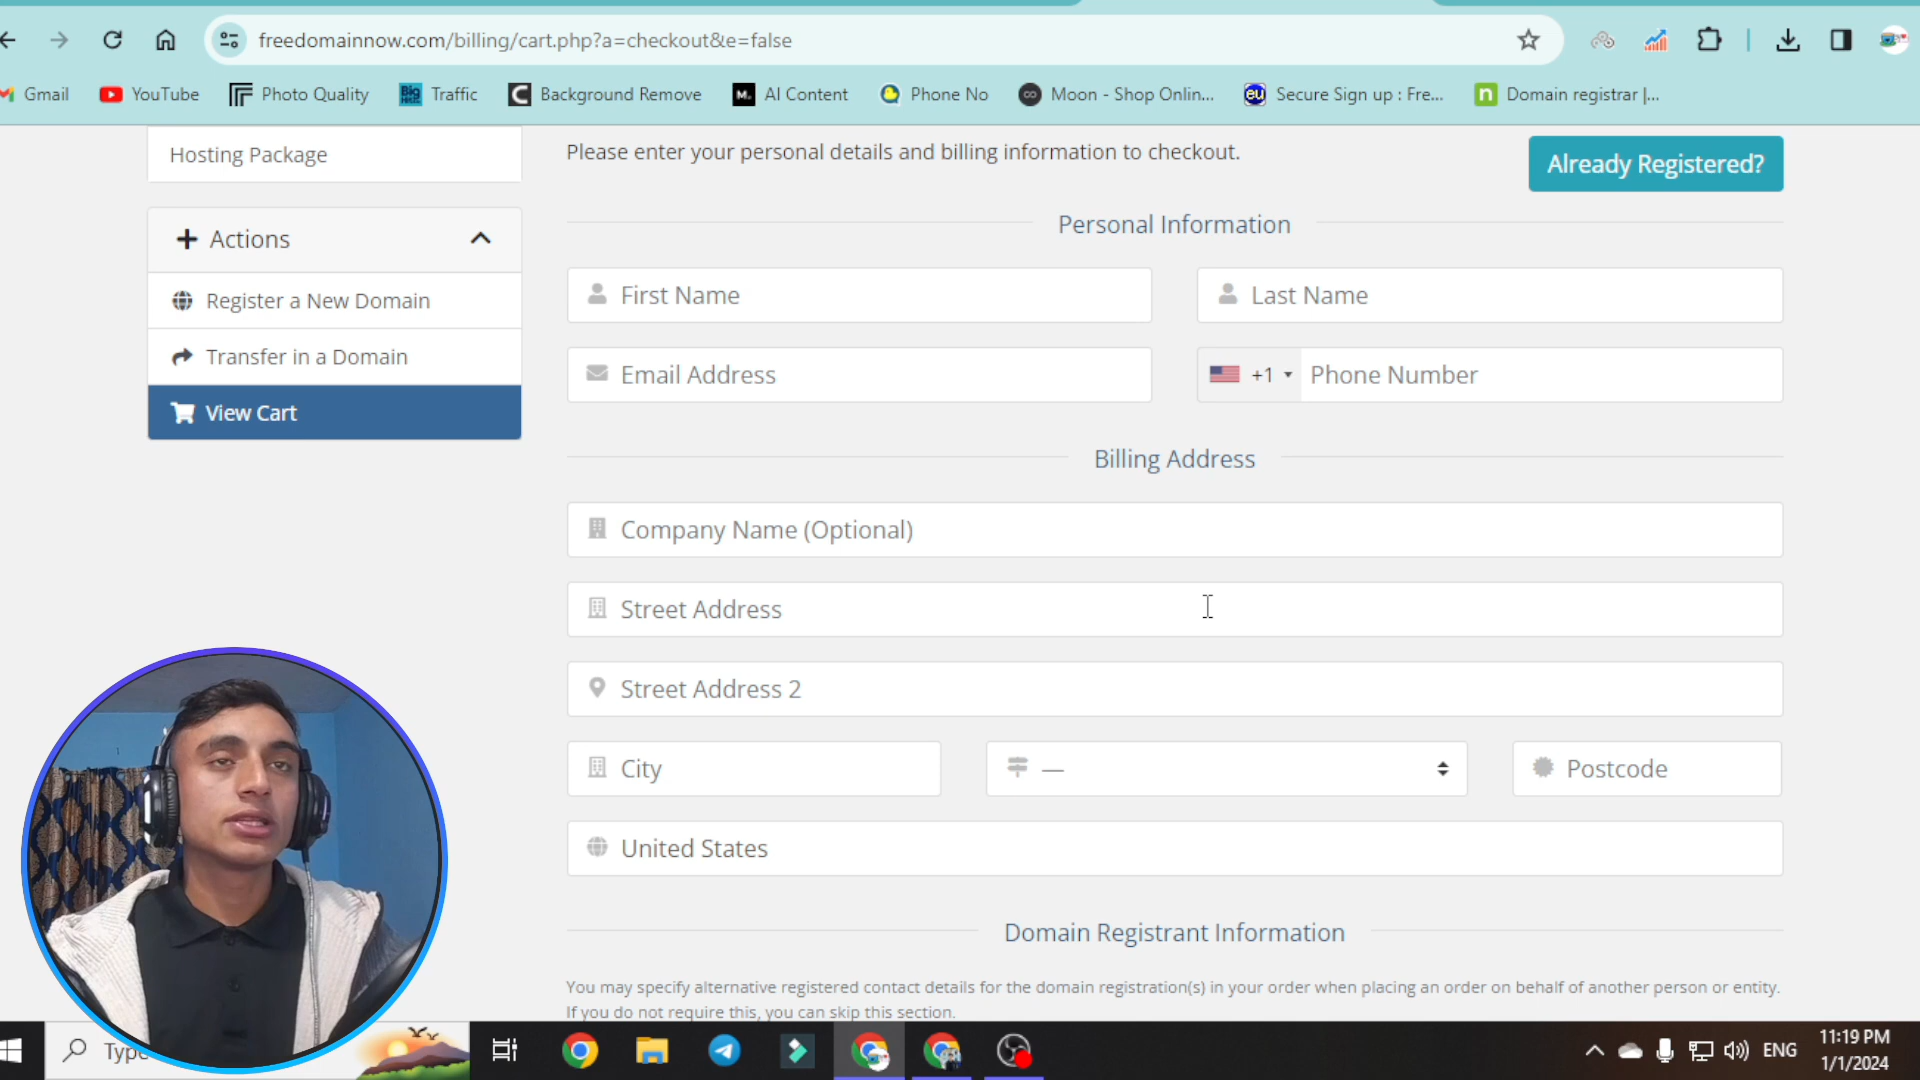 freedomainnow.com/billing/cart.php?a=checkout&e=false
Gmail
YouTube
Photo Quality
Big Hits
Traffic
Background Remove
M.
AI Content
Phone No
Moon - Shop Onlin...
eu
Secure Sign up : Fre...
n
Domain registrar |...
Hosting Package
Please enter your personal details and billing information to checkout.
Already Registered?
Actions
Register a New Domain
Transfer in a Domain
View Cart
Personal Information
First Name
Last Name
Email Address
+1
Phone Number
Billing Address
Company Name (Optional)
Street Address
Street Address 2
City
—
Postcode
United States
Domain Registrant Information
You may specify alternative registered contact details for the domain registration(s) in your order when placing an order on behalf of another person or entity.
If you do not require this, you can skip this section.
Type
ENG
11:19 PM
1/1/2024